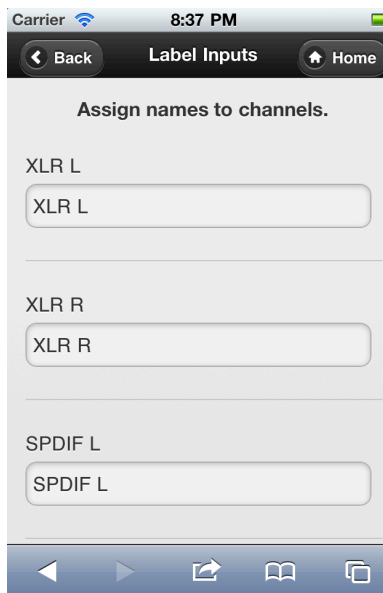 Carrier 8:37 PM
Back Label Inputs Home
Assign names to channels.
XLR L
XLR L
XLR R
XLR R
SPDIF L
SPDIF L